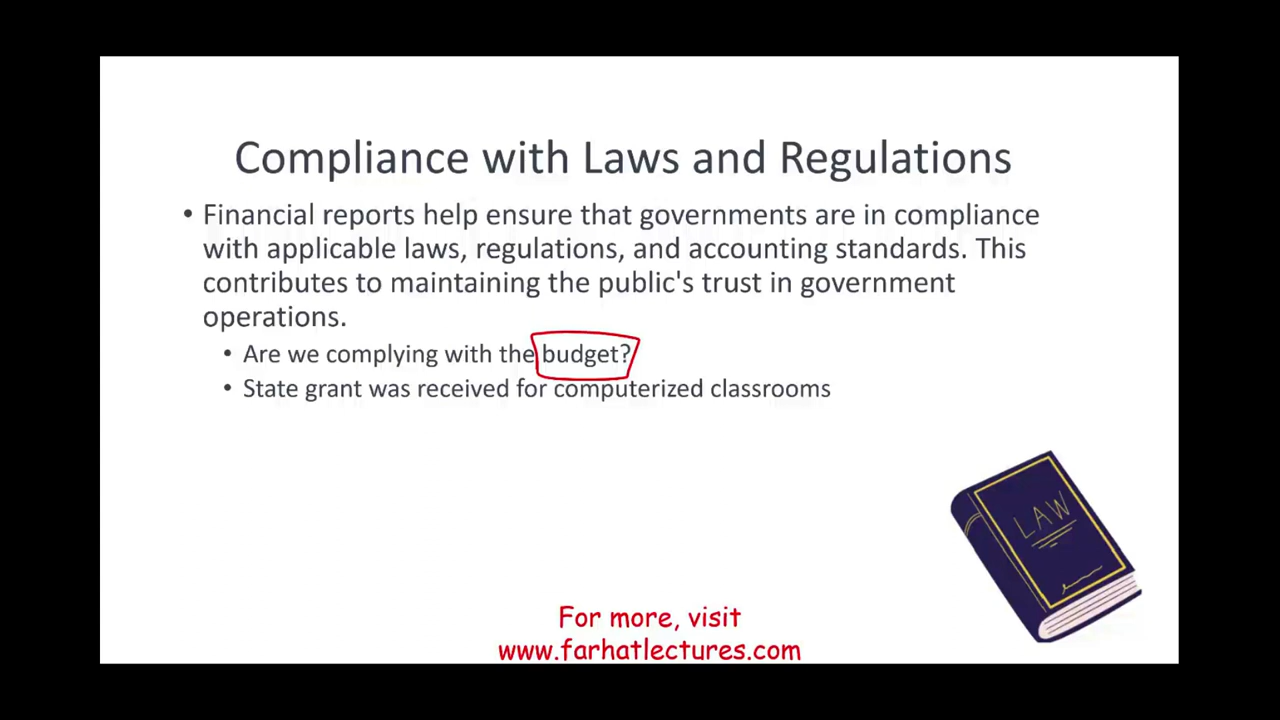 Compliance with Laws and Regulations
• Financial reports help ensure that governments are in compliance
with applicable laws, regulations, and accounting standards. This
contributes to maintaining the public's trust in government
operations.
• Are we complying with the budget?
• State grant was received for computerized classrooms
LAW
For more, visit
www.farhatlectures.com